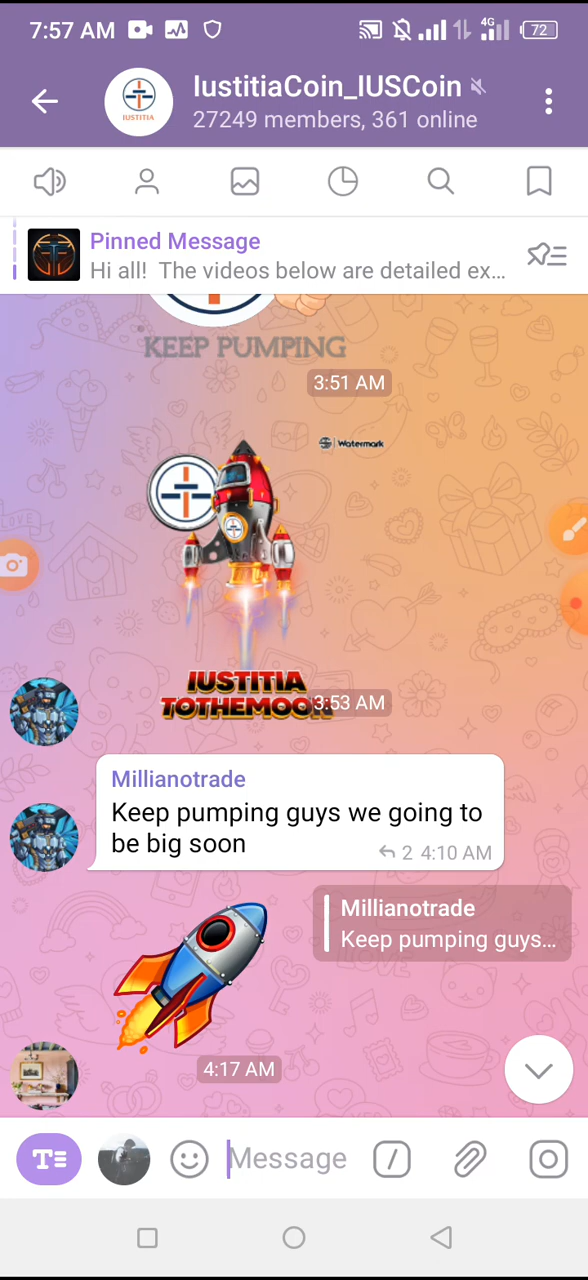 7:57 AM
4G
72
IustitiaCoin_IUSCoin
27249 members, 361 online
IUSTITIA
Pinned Message
Hi all! The videos below are detailed ex...
KEEP PUMPING
3:51 AM
Watermark
IUSTITIA
TOTHEMOON
3:53 AM
Millianotrade
Keep pumping guys we going to
be big soon
2 4:10 AM
Millianotrade
Keep pumping guys...
4:17 AM
Message